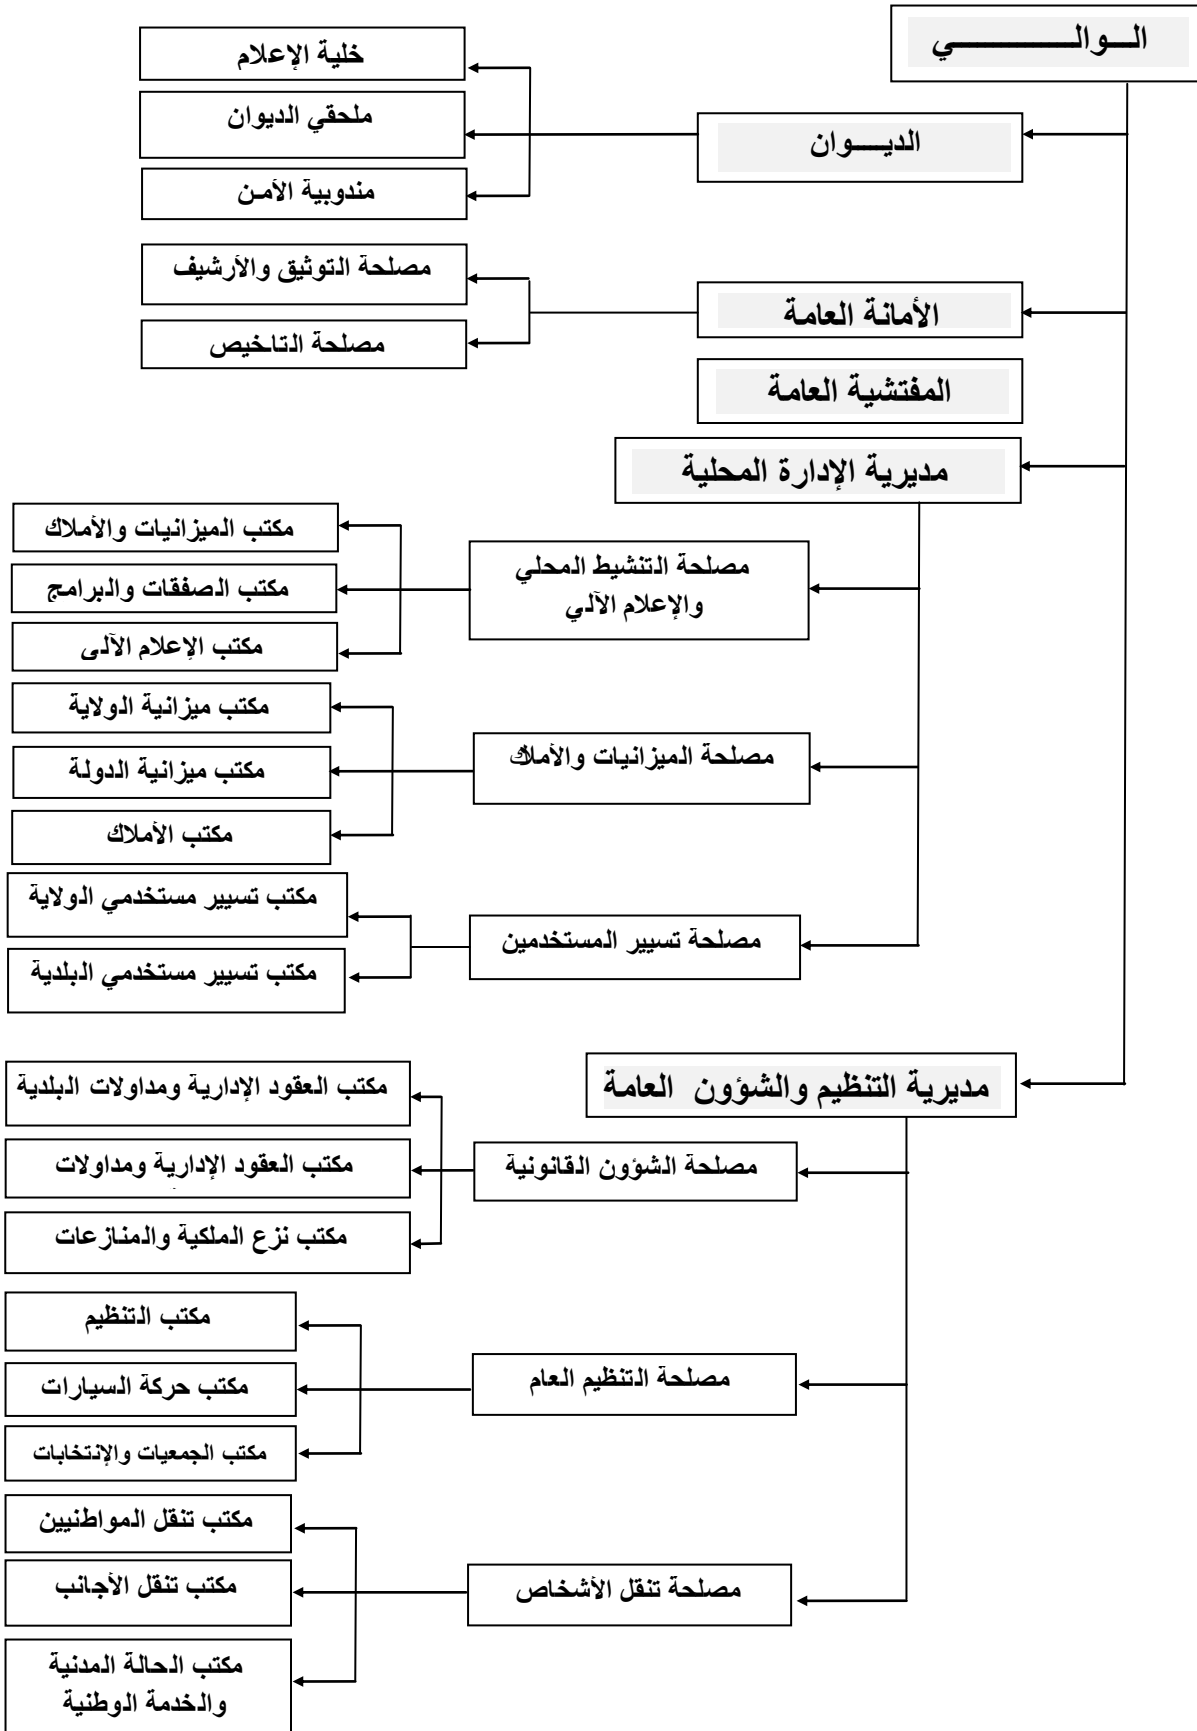 الـــوالـــــــــــي
الديـــــوان
خلية الإعلام
ملحقي الديوان
مندوبية الأمـن
الأمانة العامة
مصلحة التوثيق والأرشيف
مصلحة التاخيص
المفتشية العامة
مديرية الإدارة المحلية
مصلحة التنشيط المحلي
والإعلام الآلي
مكتب الميزانيات والأملاك
مكتب الصفقات والبرامج
مكتب الإعلام الآلي
مصلحة الميزانيات والأملاك
مكتب ميزانية الولاية
مكتب ميزانية الدولة
مكتب الأملاك
مصلحة تسيير المستخدمين
مكتب تسيير مستخدمي الولاية
مكتب تسيير مستخدمي البلدية
مديرية التنظيم والشؤون العامة
مصلحة الشؤون القانونية
مكتب العقود الإدارية ومداولات البلدية
مكتب العقود الإدارية ومداولات
مكتب نزع الملكية والمنازعات
مصلحة التنظيم العام
مكتب التنظيم
مكتب حركة السيارات
مكتب الجمعيات والإنتخابات
مصلحة تنقل الأشخاص
مكتب تنقل المواطنيين
مكتب تنقل الأجانب
مكتب الحالة المدنية
والخدمة الوطنية